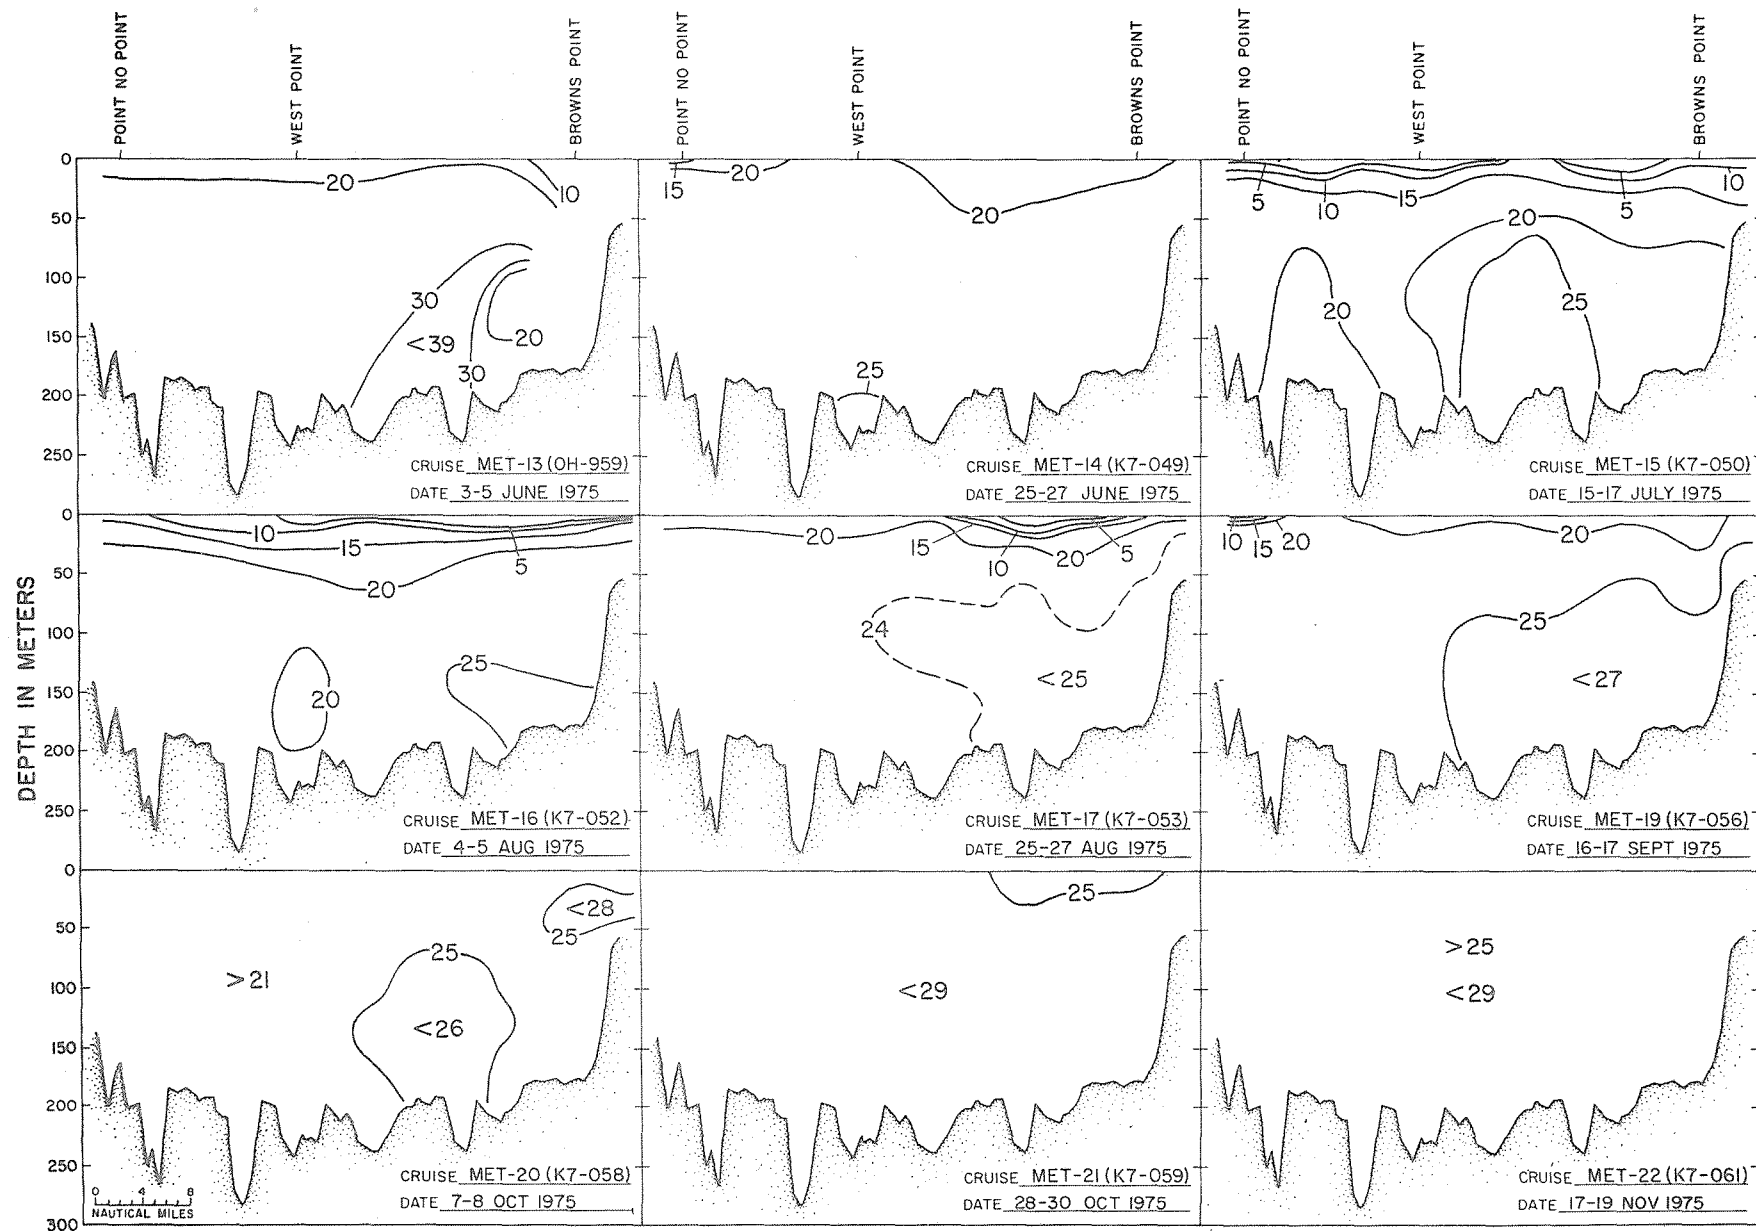 POINT NO POINT
WEST POINT
BROWNS POINT
POINT NO POINT
WEST POINT
BROWNS POINT
POINT NO POINT
WEST POINT
BROWNS POINT
DEPTH IN METERS
0
50
100
150
200
250
20
10
30
<39
30
20
CRUISE MET-13 (OH-959)
DATE 3-5 JUNE 1975
15
20
20
25
CRUISE MET-14 (K7-049)
DATE 25-27 JUNE 1975
5
10
15
20
5
10
20
25
CRUISE MET-15 (K7-050)
DATE 15-17 JULY 1975
0
50
100
150
200
250
10
15
5
20
20
25
CRUISE MET-16 (K7-052)
DATE 4-5 AUG 1975
20
15
10
20
5
24
<25
CRUISE MET-17 (K7-053)
DATE 25-27 AUG 1975
10
15
20
20
25
<27
CRUISE MET-19 (K7-056)
DATE 16-17 SEPT 1975
0
50
100
150
200
250
300
>21
25
<26
<28
25
0 4 8
NAUTICAL MILES
CRUISE MET-20 (K7-058)
DATE 7-8 OCT 1975
25
<29
CRUISE MET-21 (K7-059)
DATE 28-30 OCT 1975
>25
<29
CRUISE MET-22 (K7-061)
DATE 17-19 NOV 1975